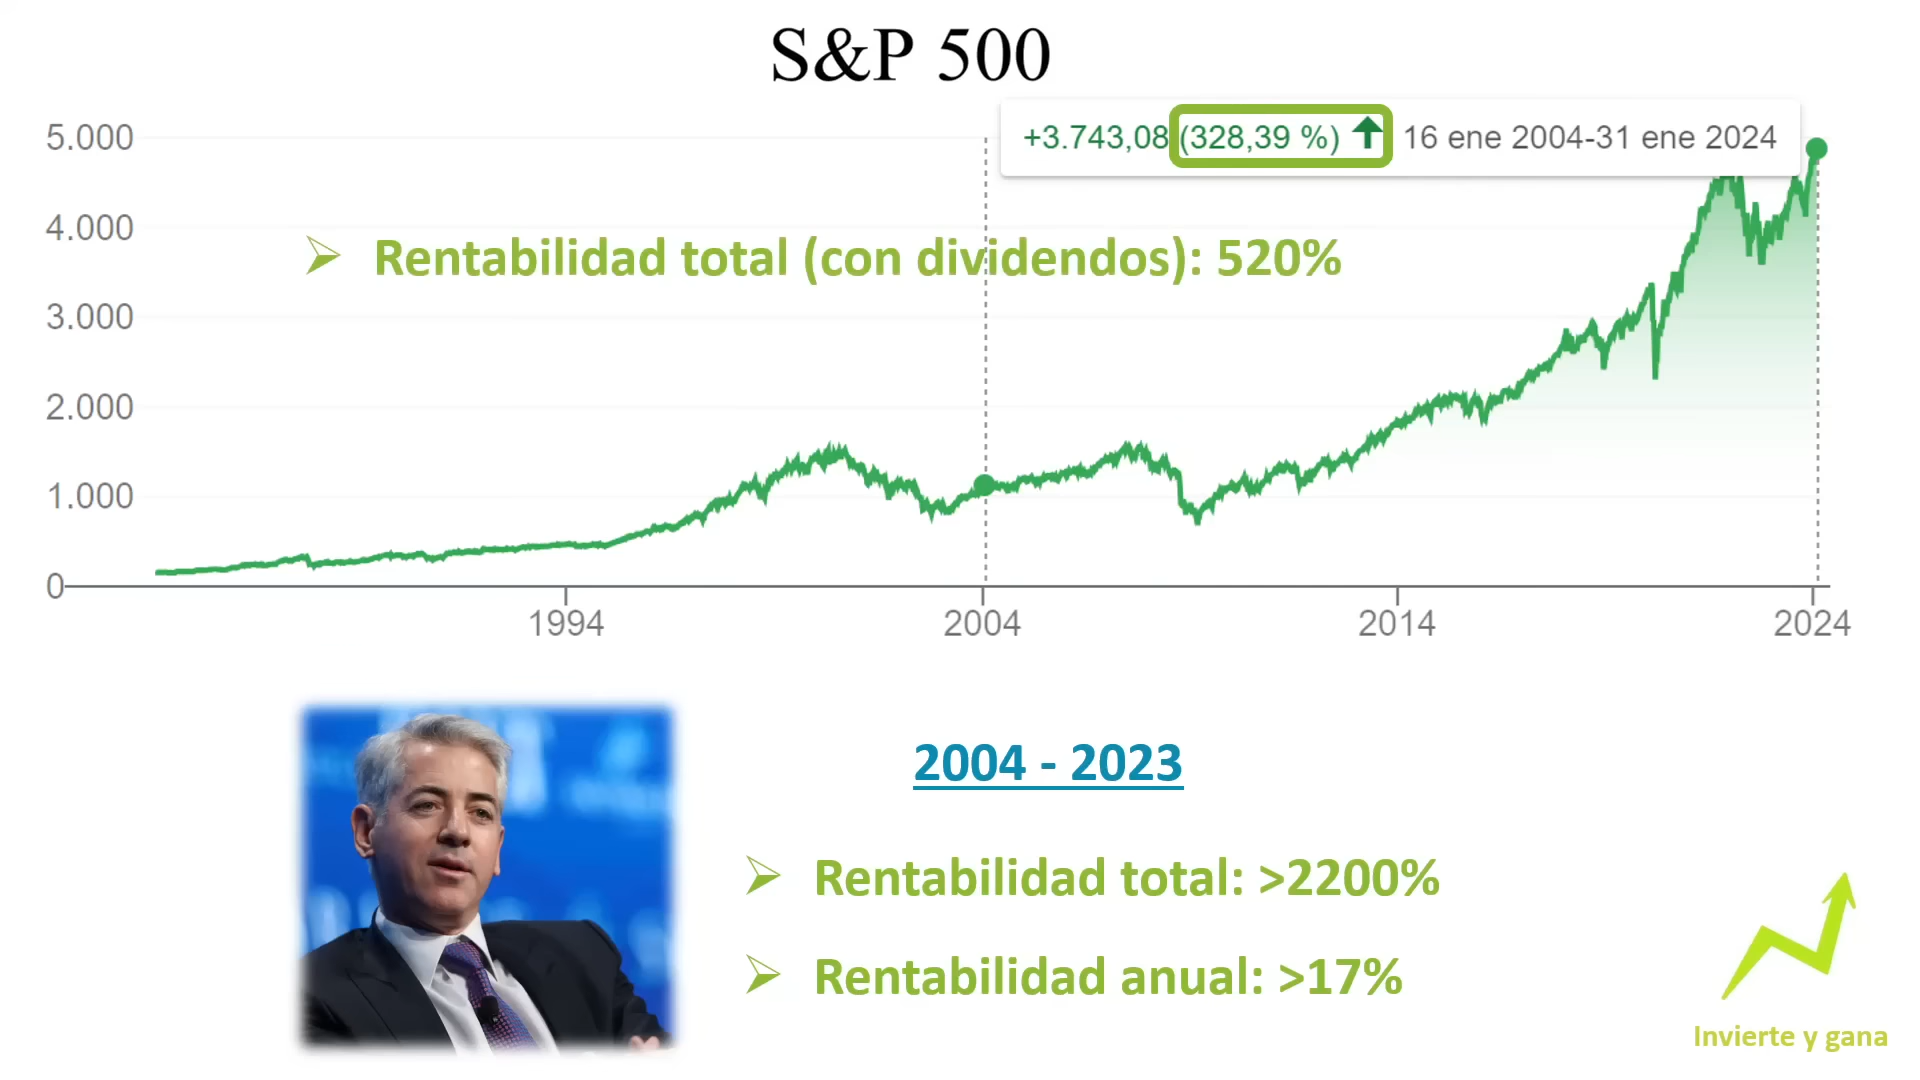 S&P 500
+3.743,08 (328,39 %) 16 ene 2004-31 ene 2024
5.000
4.000
Rentabilidad total (con dividendos): 520%
3.000
2.000
1.000
0
1994 2004 2014 2024
2004 - 2023
Rentabilidad total: >2200%
Rentabilidad anual: >17%
Invierte y gana